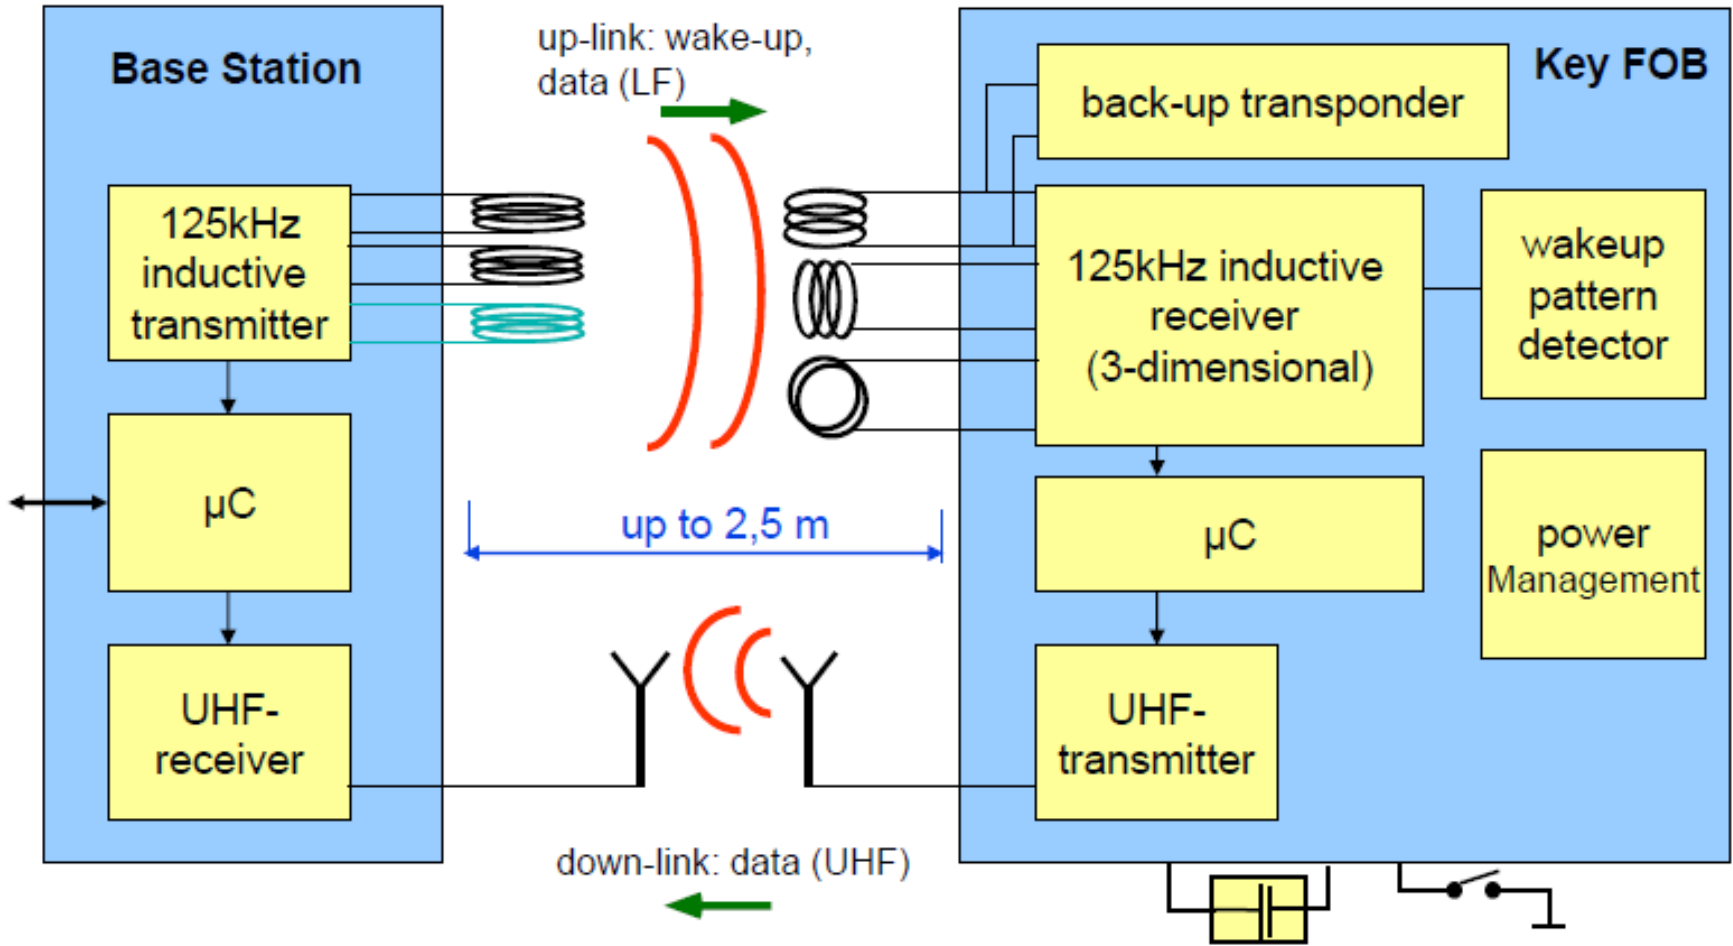 Base Station
125kHz
inductive
transmitter
µC
UHF-
receiver
up-link: wake-up,
data (LF)
up to 2,5 m
down-link: data (UHF)
Key FOB
back-up transponder
125kHz inductive
receiver
(3-dimensional)
wakeup
pattern
detector
µC
power
Management
UHF-
transmitter